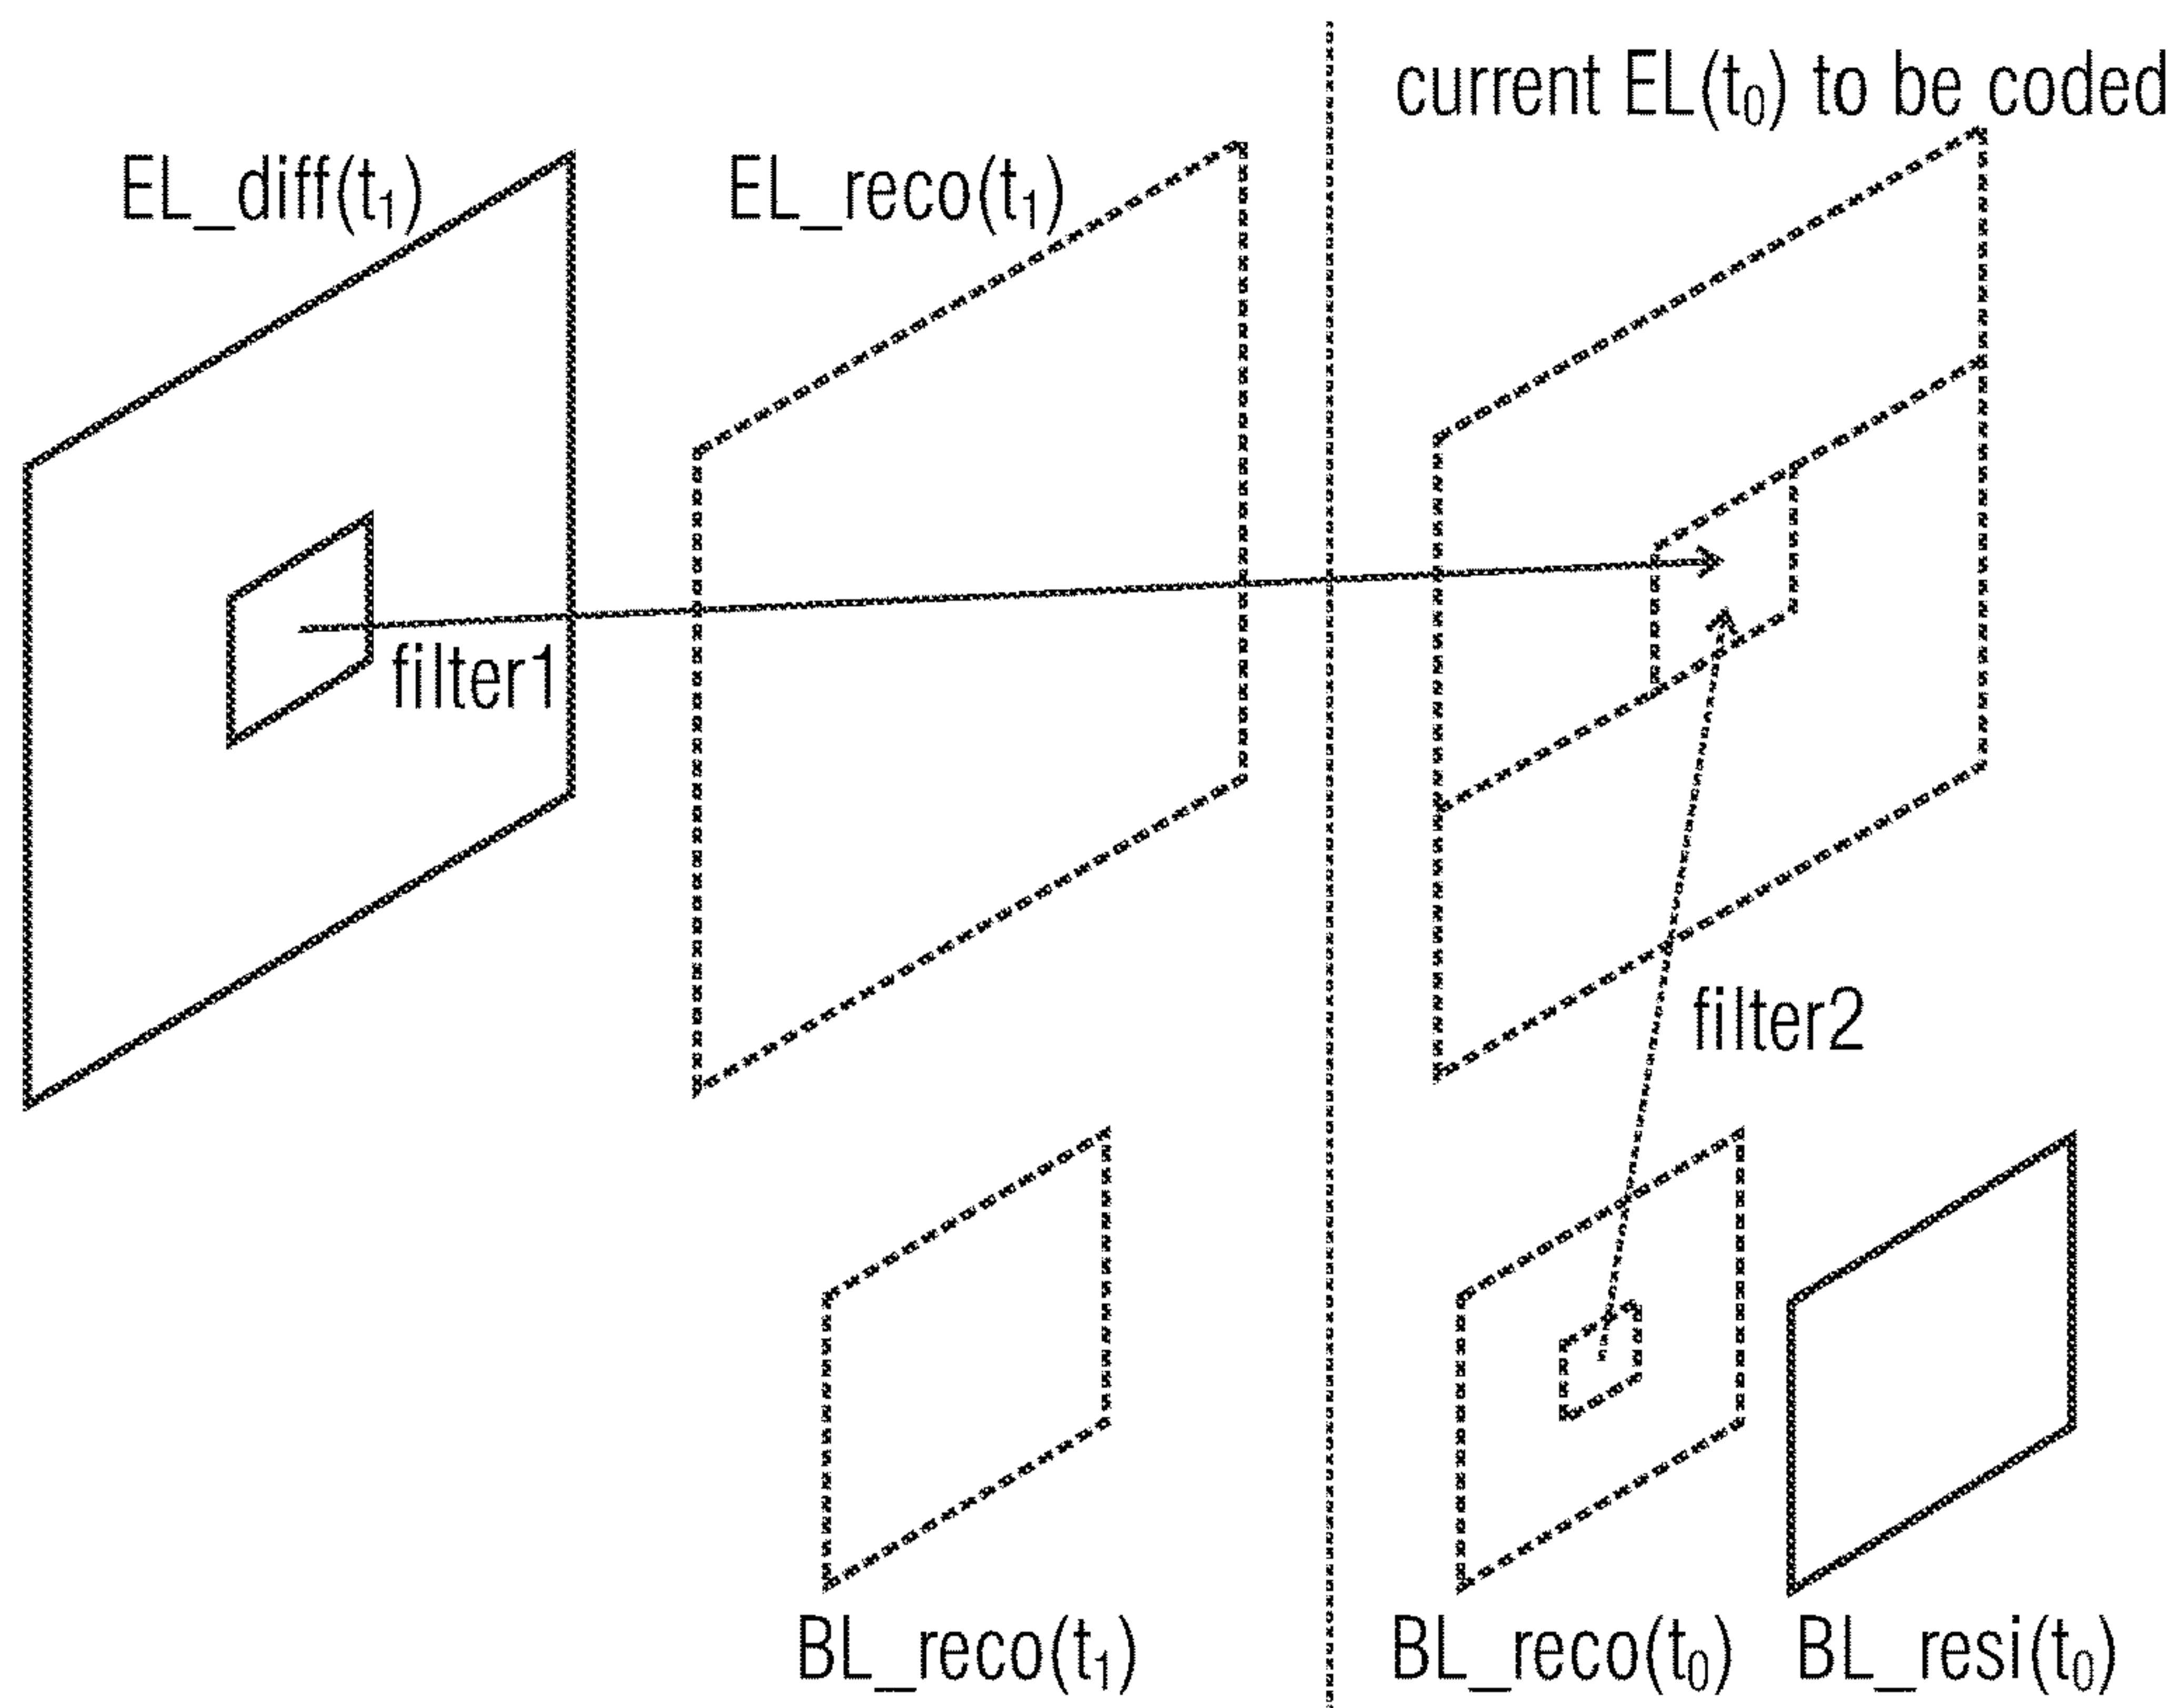 current EL(t₀) to be coded
EL_diff(t₁)
EL_reco(t₁)
filter1
filter2
BL_reco(t₁)
BL_reco(t₀)
BL_resi(t₀)